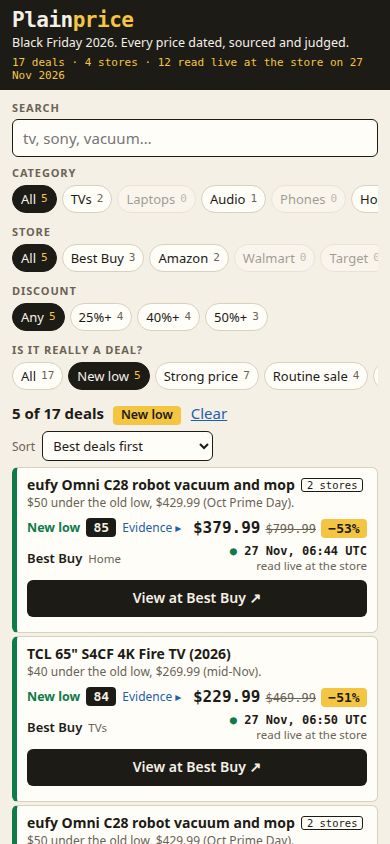 Plainprice
Black Friday 2026. Every price dated, sourced and judged.
17 deals · 4 stores · 12 read live at the store on 27
Nov 2026
SEARCH
tv, sonos, vacuum…
CATEGORY
All 5 TVs 2 Laptops 0 Audio 1 Phones 0 Ho
STORE
All 5 Best Buy 3 Amazon 2 Walmart 0 Target 0
DISCOUNT
Any 5 25%+ 4 40%+ 4 50%+ 3
IS IT REALLY A DEAL?
All 17 New low 5 Strong price 7 Routine sale 4
5 of 17 deals New low Clear
Sort Best deals first
eufy Omni C28 robot vacuum and mop 2 stores
$50 under the old low, $429.99 (Oct Prime Day).
New low 85 Evidence ▸ $379.99 $799.99 −53%
Best Buy Home ● 27 Nov, 06:44 UTC
read live at the store
View at Best Buy ↗
TCL 65" S4CF 4K Fire TV (2026)
$40 under the old low, $269.99 (mid-Nov).
New low 84 Evidence ▸ $229.99 $469.99 −51%
Best Buy TVs ● 27 Nov, 06:50 UTC
read live at the store
View at Best Buy ↗
eufy Omni C28 robot vacuum and mop 2 stores
$50 under the old low, $429.99 (Oct Prime Day).